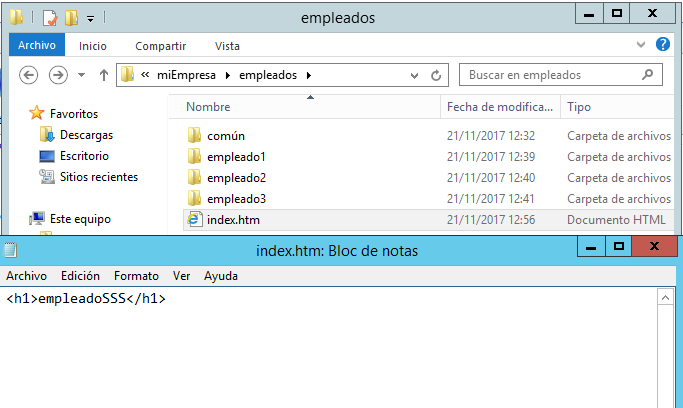 empleados
Archivo Inicio Compartir Vista
« miEmpresa empleados
Buscar en empleados
Nombre Fecha de modifica... Tipo
Favoritos
Descargas
Escritorio
Sitios recientes
Este equipo
común 21/11/2017 12:32 Carpeta de archivos
empleado1 21/11/2017 12:39 Carpeta de archivos
empleado2 21/11/2017 12:40 Carpeta de archivos
empleado3 21/11/2017 12:41 Carpeta de archivos
index.htm 21/11/2017 12:56 Documento HTML
index.htm: Bloc de notas
Archivo Edición Formato Ver Ayuda
<h1>empleadoSSS</h1>